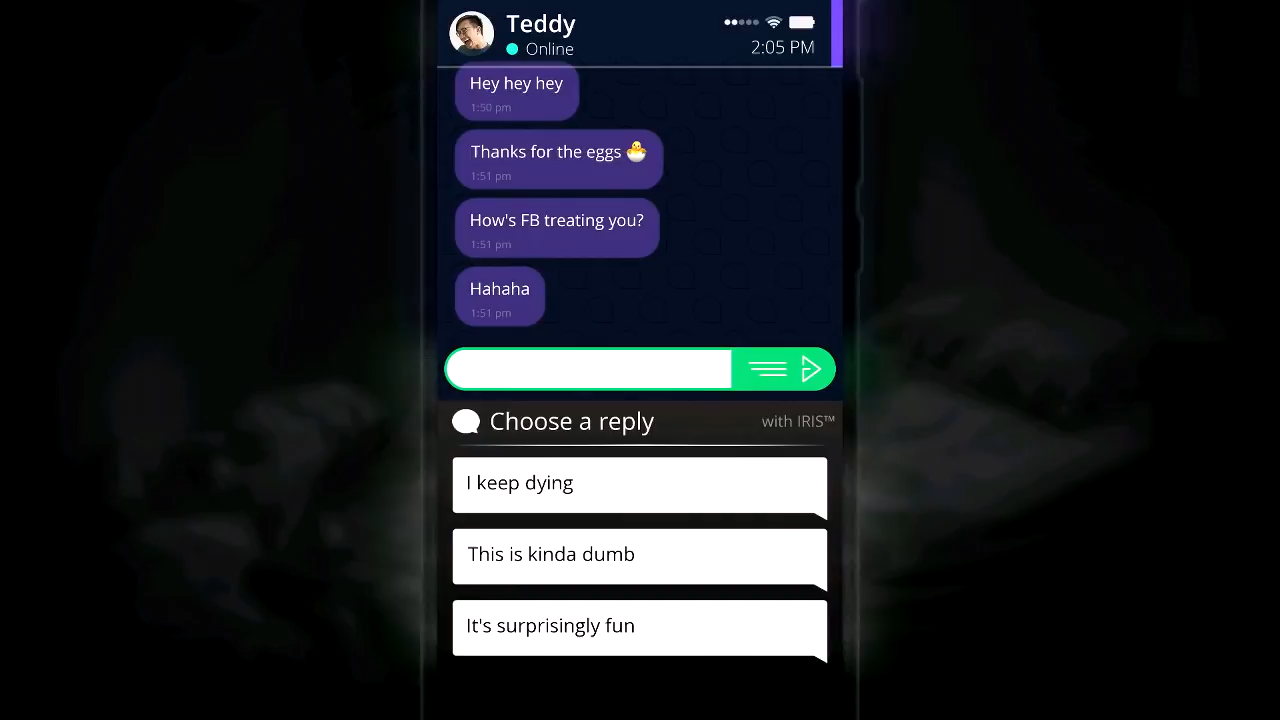 Teddy
Online
2:05 PM
Hey hey hey
1:50 pm
Thanks for the eggs 🐣
1:51 pm
How's FB treating you?
1:51 pm
Hahaha
1:51 pm
Choose a reply
with IRIS™
I keep dying
This is kinda dumb
It's surprisingly fun